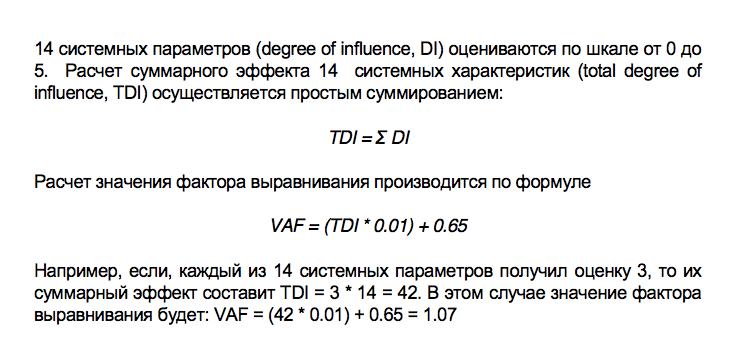 14 системных параметров (degree of influence, DI) оцениваются по шкале от 0 до
5. Расчет суммарного эффекта 14 системных характеристик (total degree of
influence, TDI) осуществляется простым суммированием:
TDI = Σ DI
Расчет значения фактора выравнивания производится по формуле
VAF = (TDI * 0.01) + 0.65
Например, если, каждый из 14 системных параметров получил оценку 3, то их
суммарный эффект составит TDI = 3 * 14 = 42. В этом случае значение фактора
выравнивания будет: VAF = (42 * 0.01) + 0.65 = 1.07